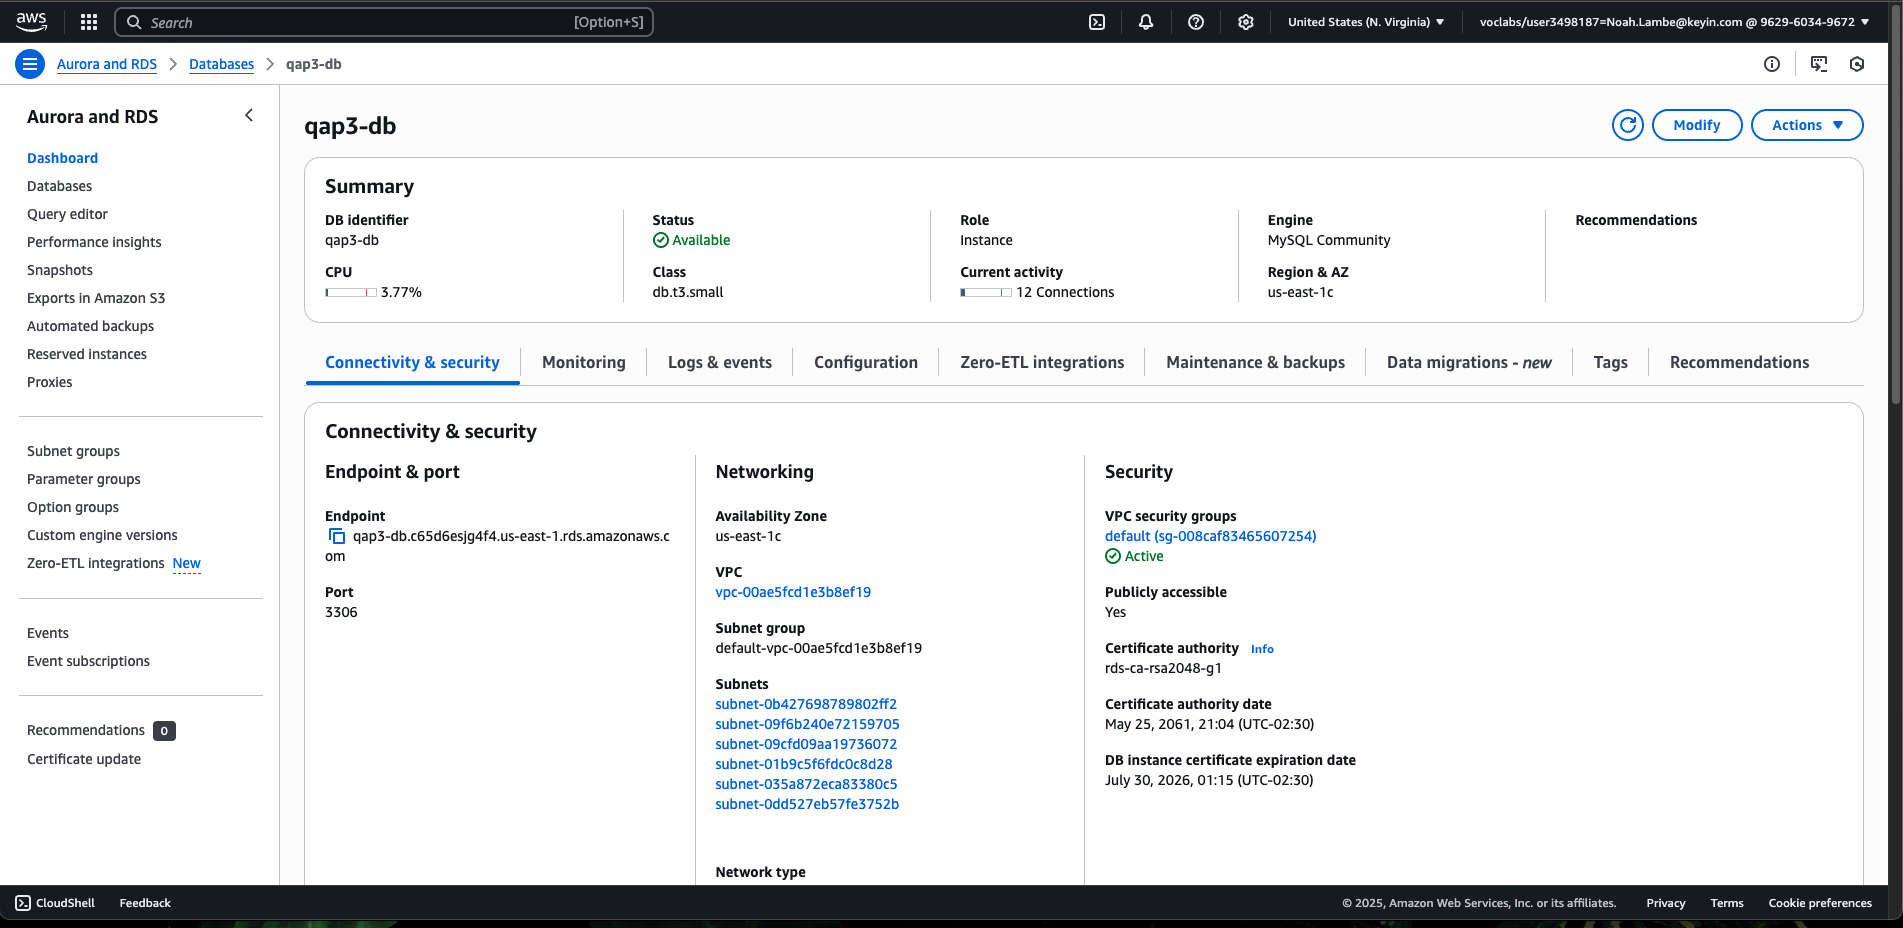 aws
Search
[Option+S]
United States (N. Virginia)
voclabs/user3498187=Noah.Lambe@keyin.com @ 9629-6034-9672
Aurora and RDS
Databases
qap3-db
Aurora and RDS
Dashboard
Databases
Query editor
Performance insights
Snapshots
Exports in Amazon S3
Automated backups
Reserved instances
Proxies
Subnet groups
Parameter groups
Option groups
Custom engine versions
Zero-ETL integrations New
Events
Event subscriptions
Recommendations 0
Certificate update
qap3-db
Modify
Actions
Summary
DB identifier
qap3-db
CPU
3.77%
Status
Available
Class
db.t3.small
Role
Instance
Current activity
12 Connections
Engine
MySQL Community
Region & AZ
us-east-1c
Recommendations
Connectivity & security
Monitoring
Logs & events
Configuration
Zero-ETL integrations
Maintenance & backups
Data migrations - new
Tags
Recommendations
Connectivity & security
Endpoint & port
Endpoint
qap3-db.c65d6esjg4f4.us-east-1.rds.amazonaws.c
om
Port
3306
Networking
Availability Zone
us-east-1c
VPC
vpc-00ae5fcd1e3b8ef19
Subnet group
default-vpc-00ae5fcd1e3b8ef19
Subnets
subnet-0b427698789802ff2
subnet-09f6b240e72159705
subnet-09cfd09aa19736072
subnet-01b9c5f6fdc0c8d28
subnet-035a872eca83380c5
subnet-0dd527eb57fe3752b
Network type
Security
VPC security groups
default (sg-008caf83465607254)
Active
Publicly accessible
Yes
Certificate authority Info
rds-ca-rsa2048-g1
Certificate authority date
May 25, 2061, 21:04 (UTC-02:30)
DB instance certificate expiration date
July 30, 2026, 01:15 (UTC-02:30)
CloudShell
Feedback
© 2025, Amazon Web Services, Inc. or its affiliates.
Privacy
Terms
Cookie preferences